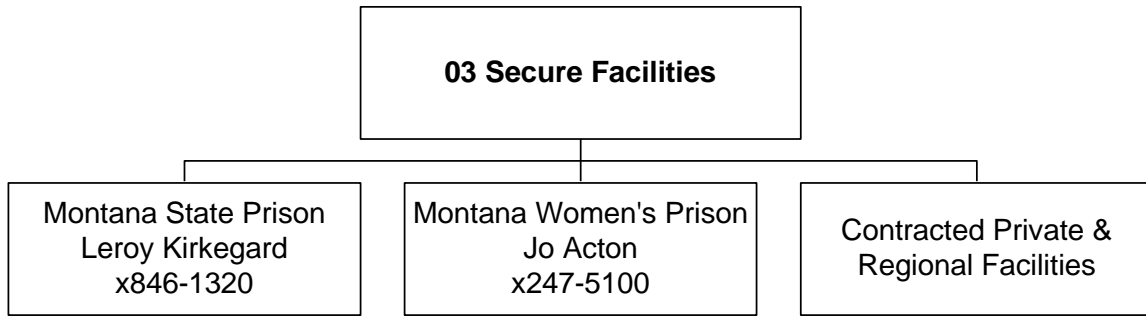 03 Secure Facilities
Montana State Prison
Leroy Kirkegard
x846-1320
Montana Women's Prison
Jo Acton
x247-5100
Contracted Private &
Regional Facilities